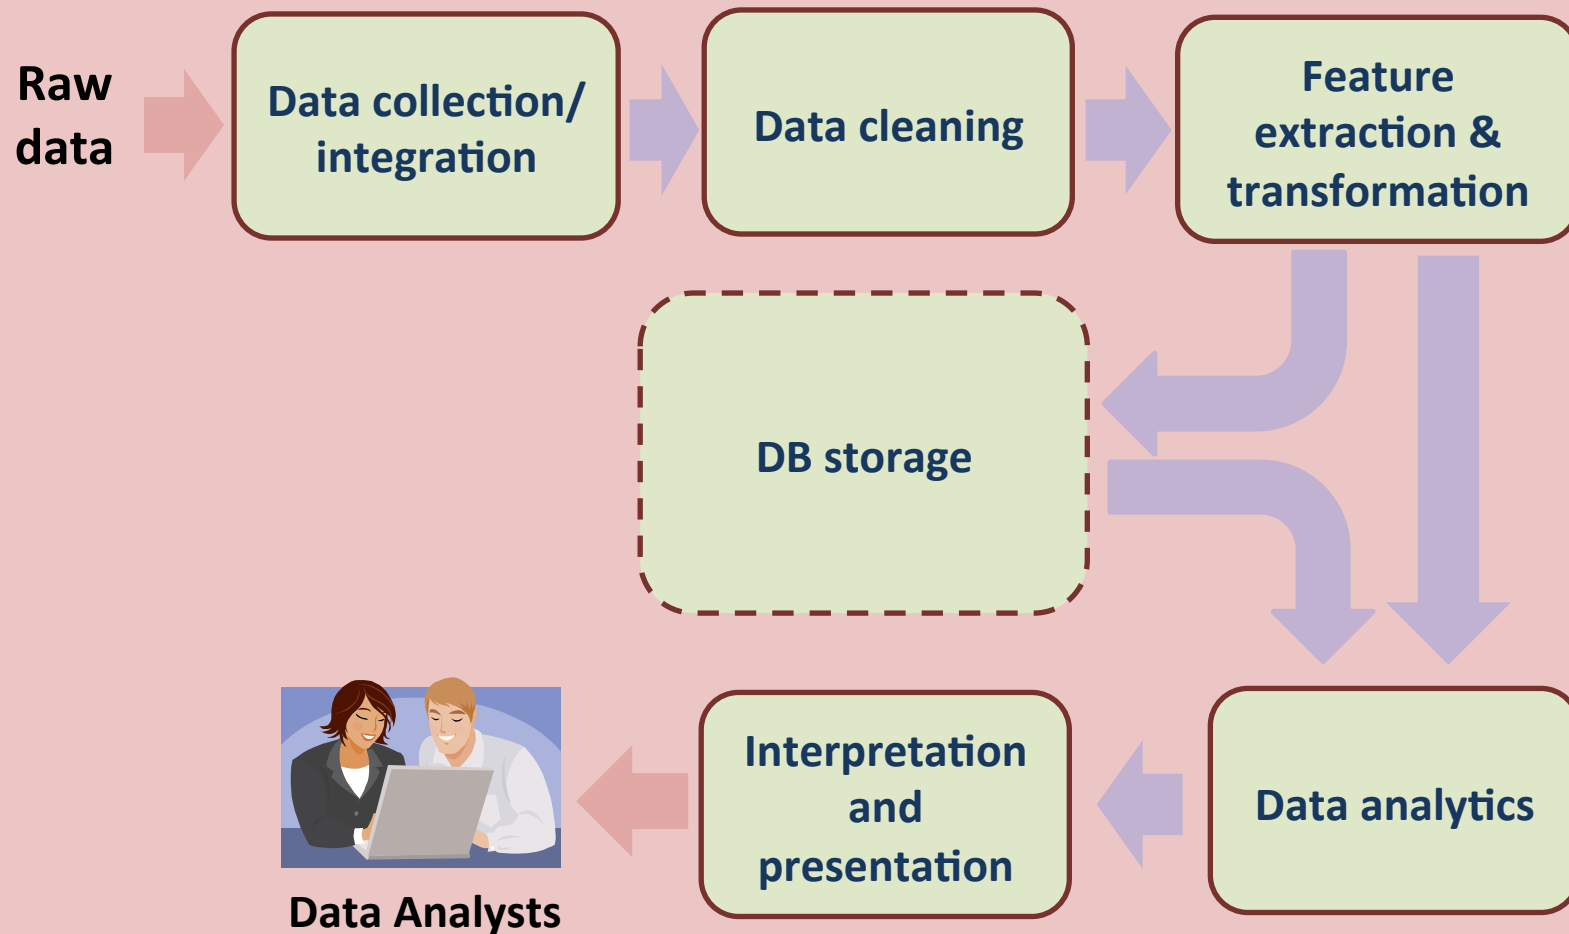 Raw
data
Data collection/
integration
Data cleaning
Feature
extraction &
transformation
DB storage
Data analytics
Interpretation
and
presentation
Data Analysts